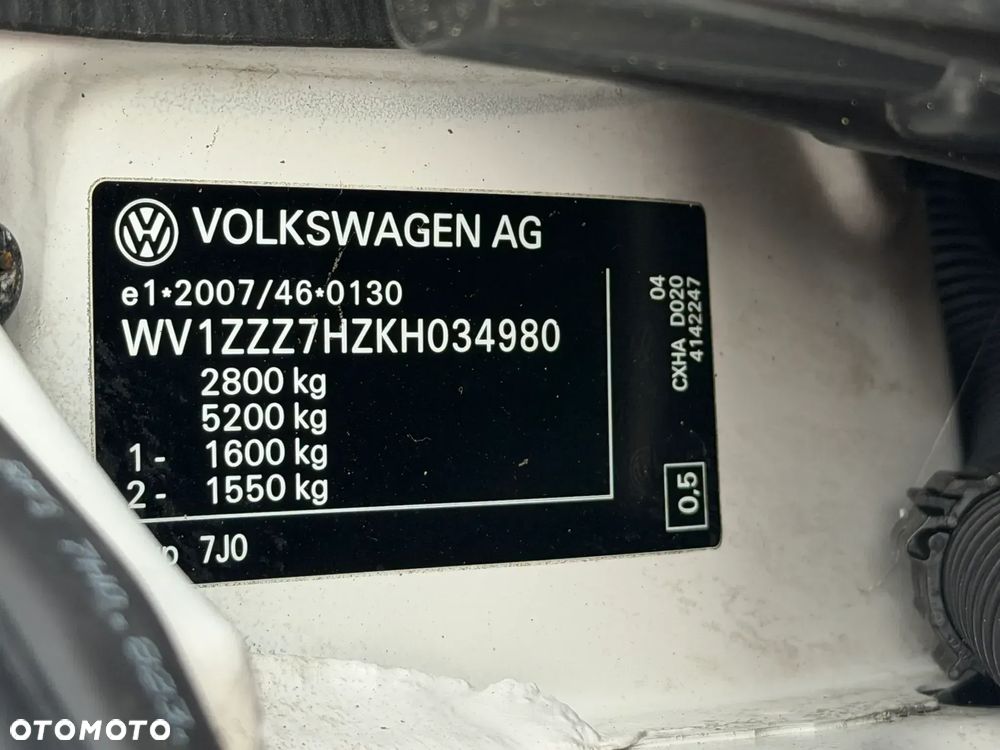 VOLKSWAGEN AG
e1*2007/46*0130
WV1ZZZ7HZKH034980
2800 kg
5200 kg
1- 1600 kg
2- 1550 kg
7J0
04
CXHA D020
4142247
0,5
OTOMOTO